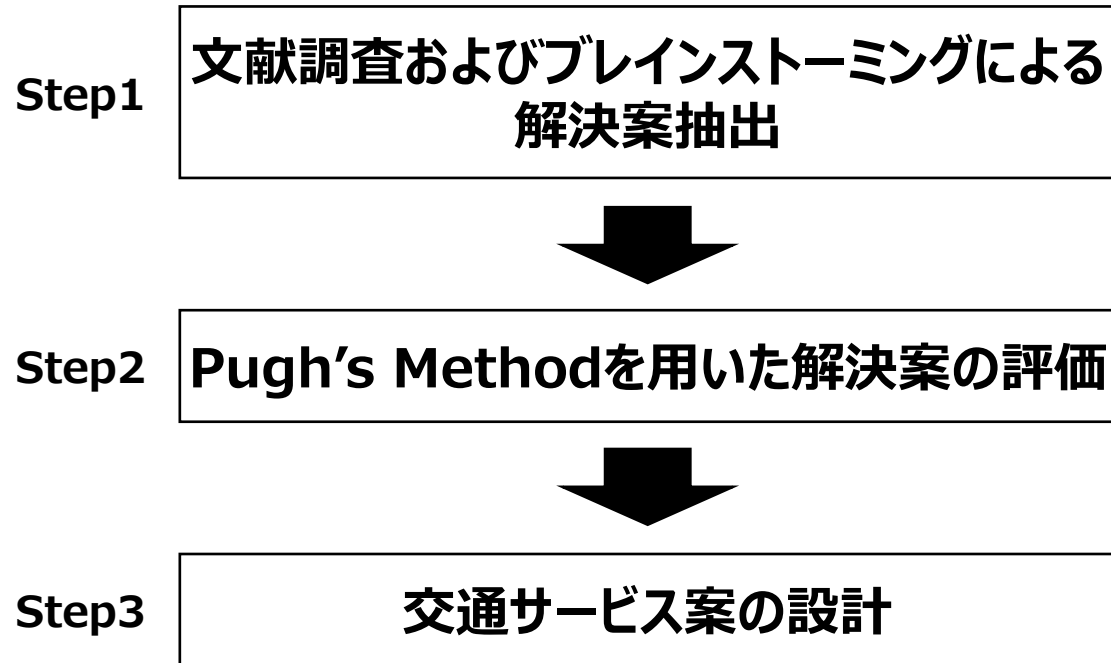 Step1
文献調査およびブレインストーミングによる
解決案抽出
Step2
Pugh’s Methodを用いた解決案の評価
Step3
交通サービス案の設計